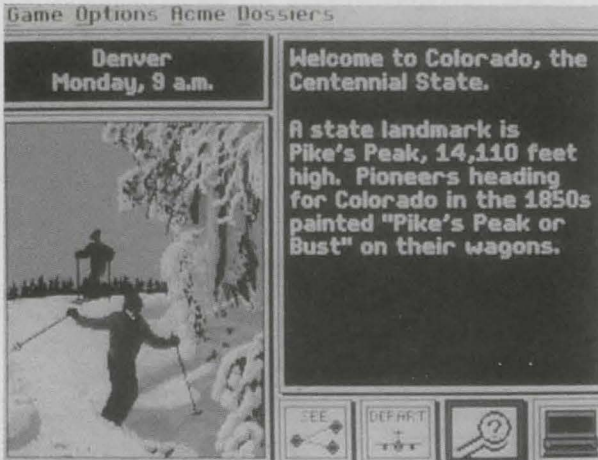 Game Options Acme Dossiers
Denver
Monday, 9 a.m.
Welcome to Colorado, the
Centennial State.
A state landmark is
Pike's Peak, 14,110 feet
high. Pioneers heading
for Colorado in the 1850s
painted "Pike's Peak or
Bust" on their wagons.
SEE
DEPART
?